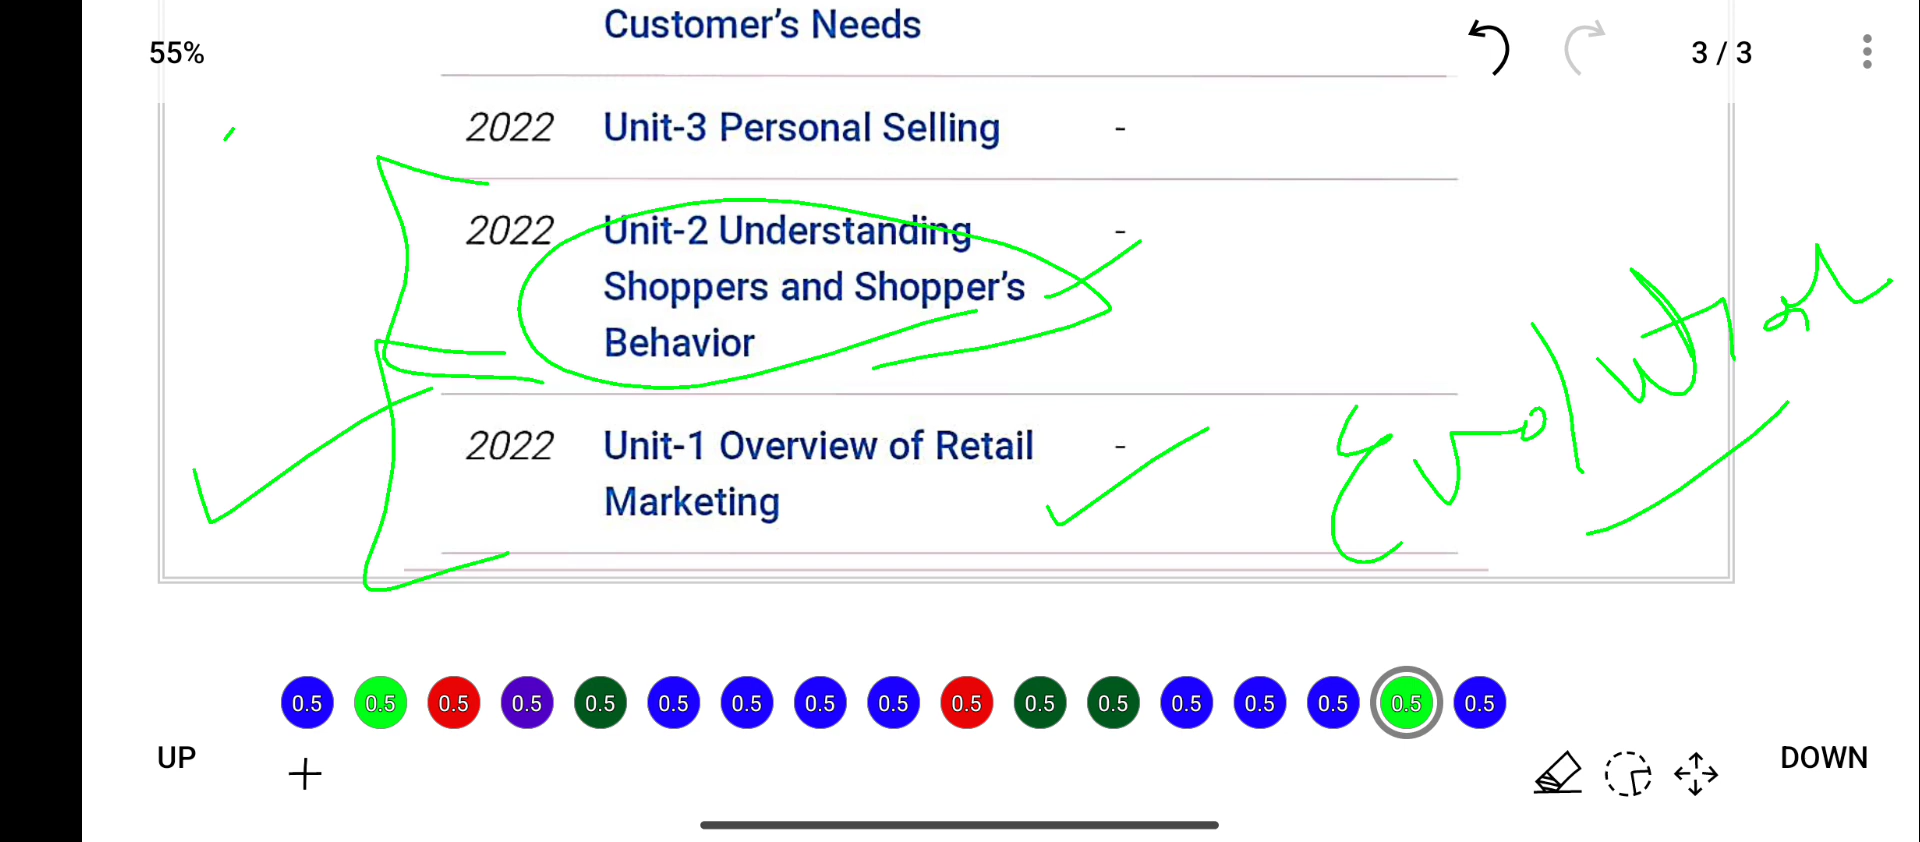 Customer's Needs
55%
3 / 3
2022 Unit-3 Personal Selling -
2022 Unit-2 Understanding -
Shoppers and Shopper's
Behavior
2022 Unit-1 Overview of Retail -
Marketing
Evolution
0.5 0.5 0.5 0.5 0.5 0.5 0.5 0.5 0.5 0.5 0.5 0.5 0.5 0.5 0.5 0.5 0.5
UP
DOWN